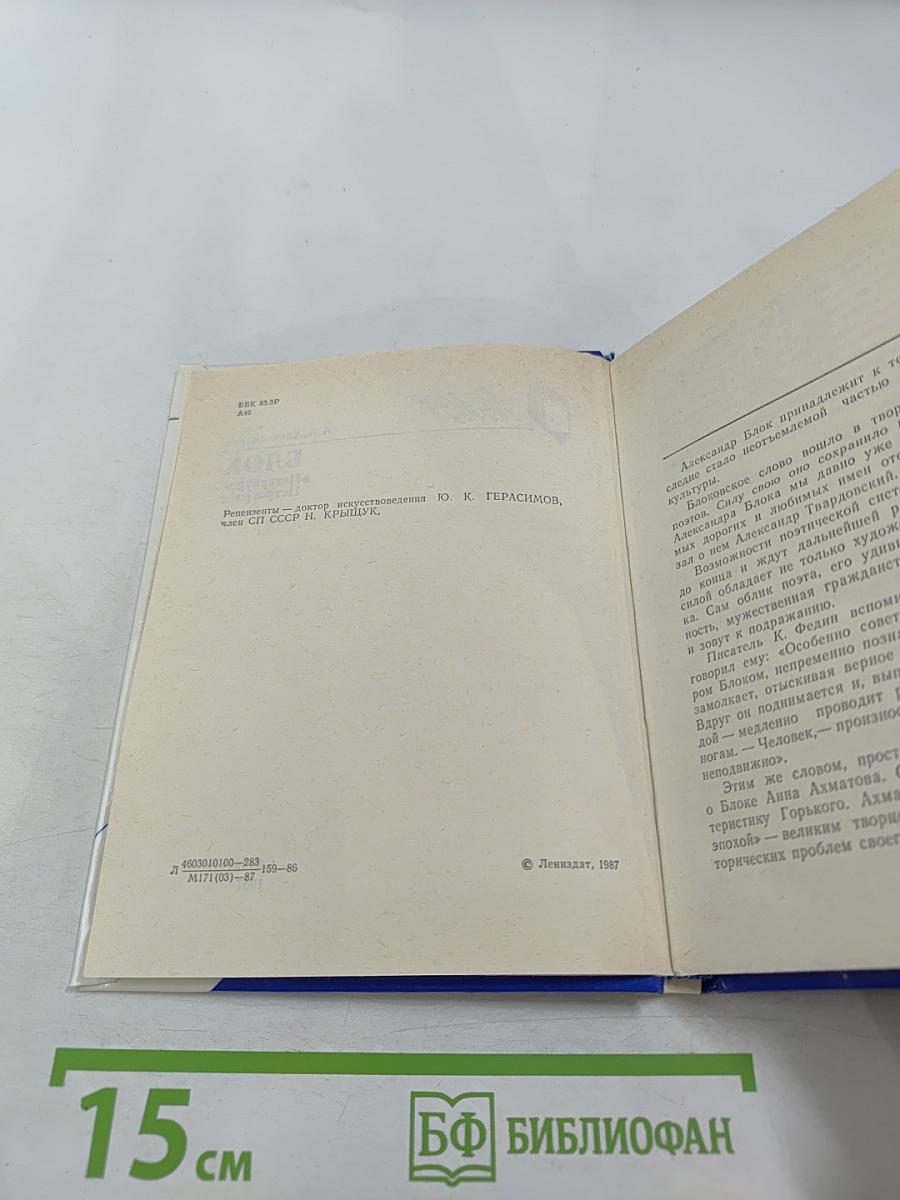 ББК 83.3Р
А46
Рецензенты — доктор искусствоведения Ю. К. ГЕРАСИМОВ,
член СП СССР Н. КРЫЩУК.
Л 4603010100—283 159—86
М171(03)—87
© Лениздат, 1987
Александр Блок принадлежит к
следие стало неотъемлемой частью
культуры.
Блоковское слово вошло в
поэтов. Силу свою оно сохранило
Александра Блока мы давно уже
мых дорогих и любимых имен
зал о нем Александр Твардовский.
Возможности поэтической
до конца и ждут дальнейшей
силой обладает не только
ка. Сам облик поэта, его
ность, мужественная
и зовут к подражанию.
Писатель К. Федин
говорил ему: «Особенно
ром Блоком, непременно
замолкает, отыскивая верное
Вдруг он поднимается и,
дой — медленно проводит
ногам. — Человек,—
неподвижно».
Этим же словом,
о Блоке Анна Ахматова.
теристику Горького.
эпохой» — великим
торических проблем
15 см
БФ БИБЛИОФАН